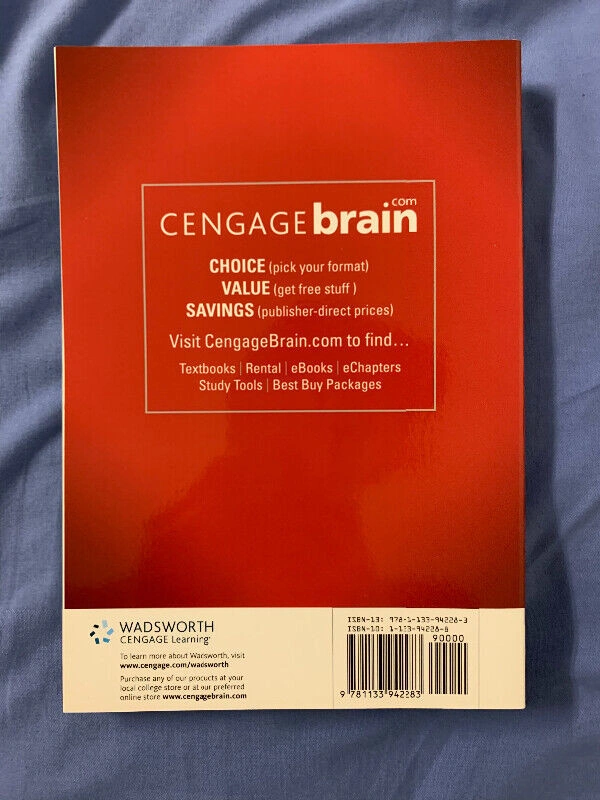 CENGAGEbrain.com
CHOICE (pick your format)
VALUE (get free stuff )
SAVINGS (publisher-direct prices)
Visit CengageBrain.com to find...
Textbooks | Rental | eBooks | eChapters
Study Tools | Best Buy Packages
WADSWORTH
CENGAGE Learning™
To learn more about Wadsworth, visit
www.cengage.com/wadsworth
Purchase any of our products at your
local college store or at our preferred
online store www.cengagebrain.com
ISBN-13: 978-1-133-94228-3
ISBN-10: 1-133-94228-8
90000
9 781133 942283